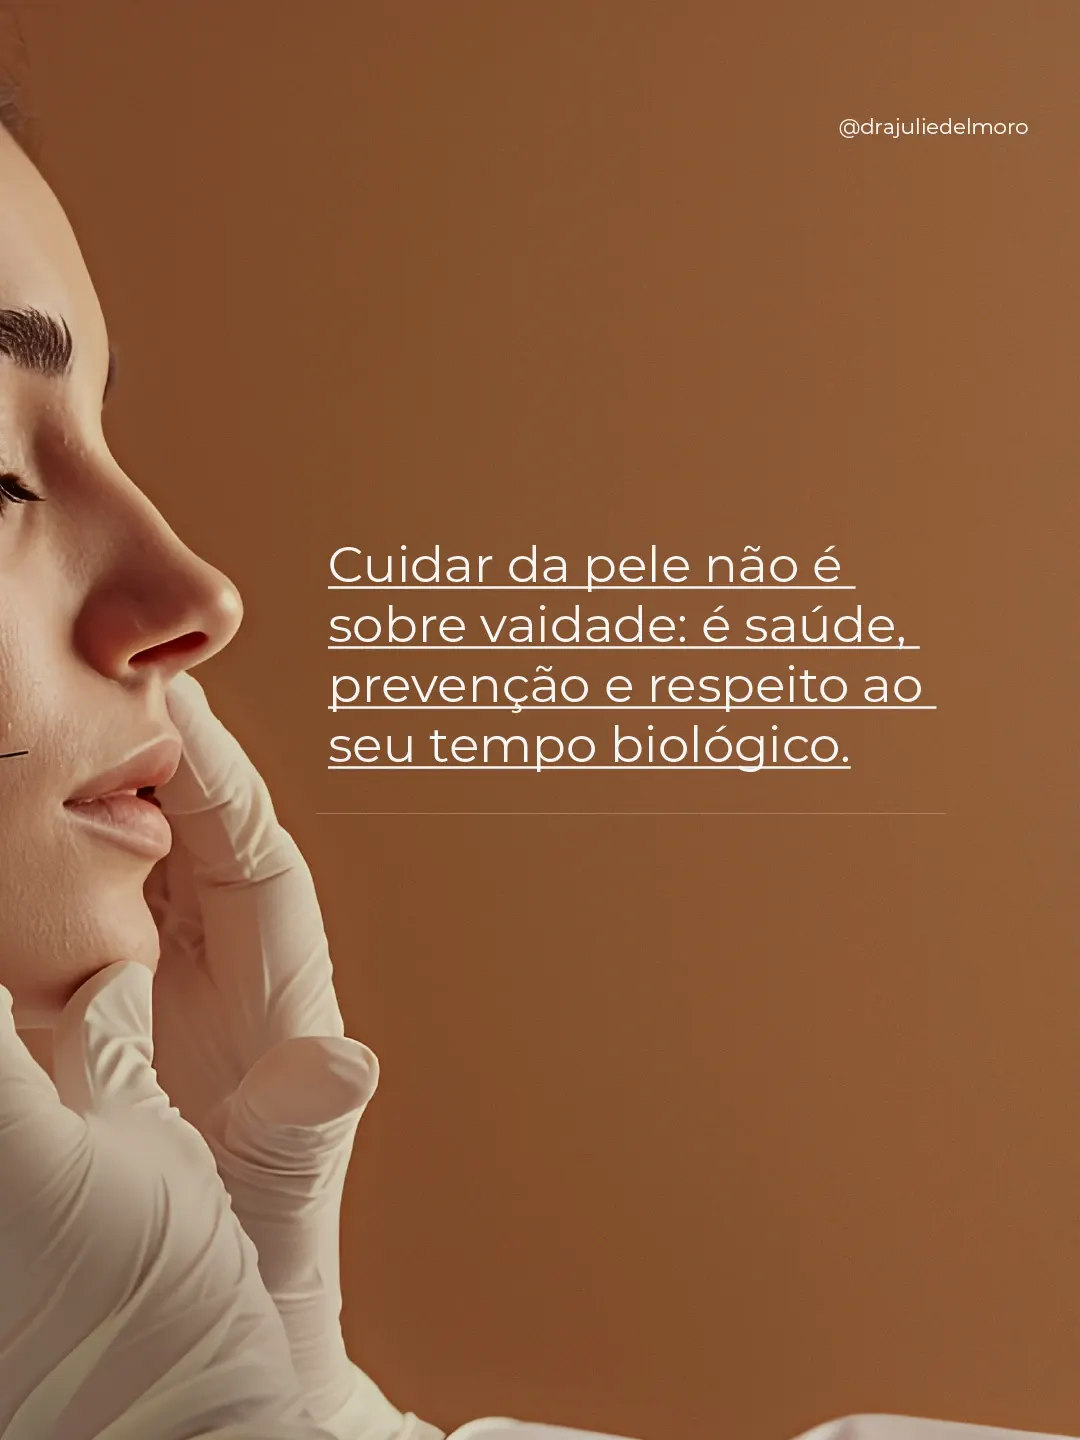 @drajuliedelmoro
Cuidar da pele não é
sobre vaidade: é saúde,
prevenção e respeito ao
seu tempo biológico.